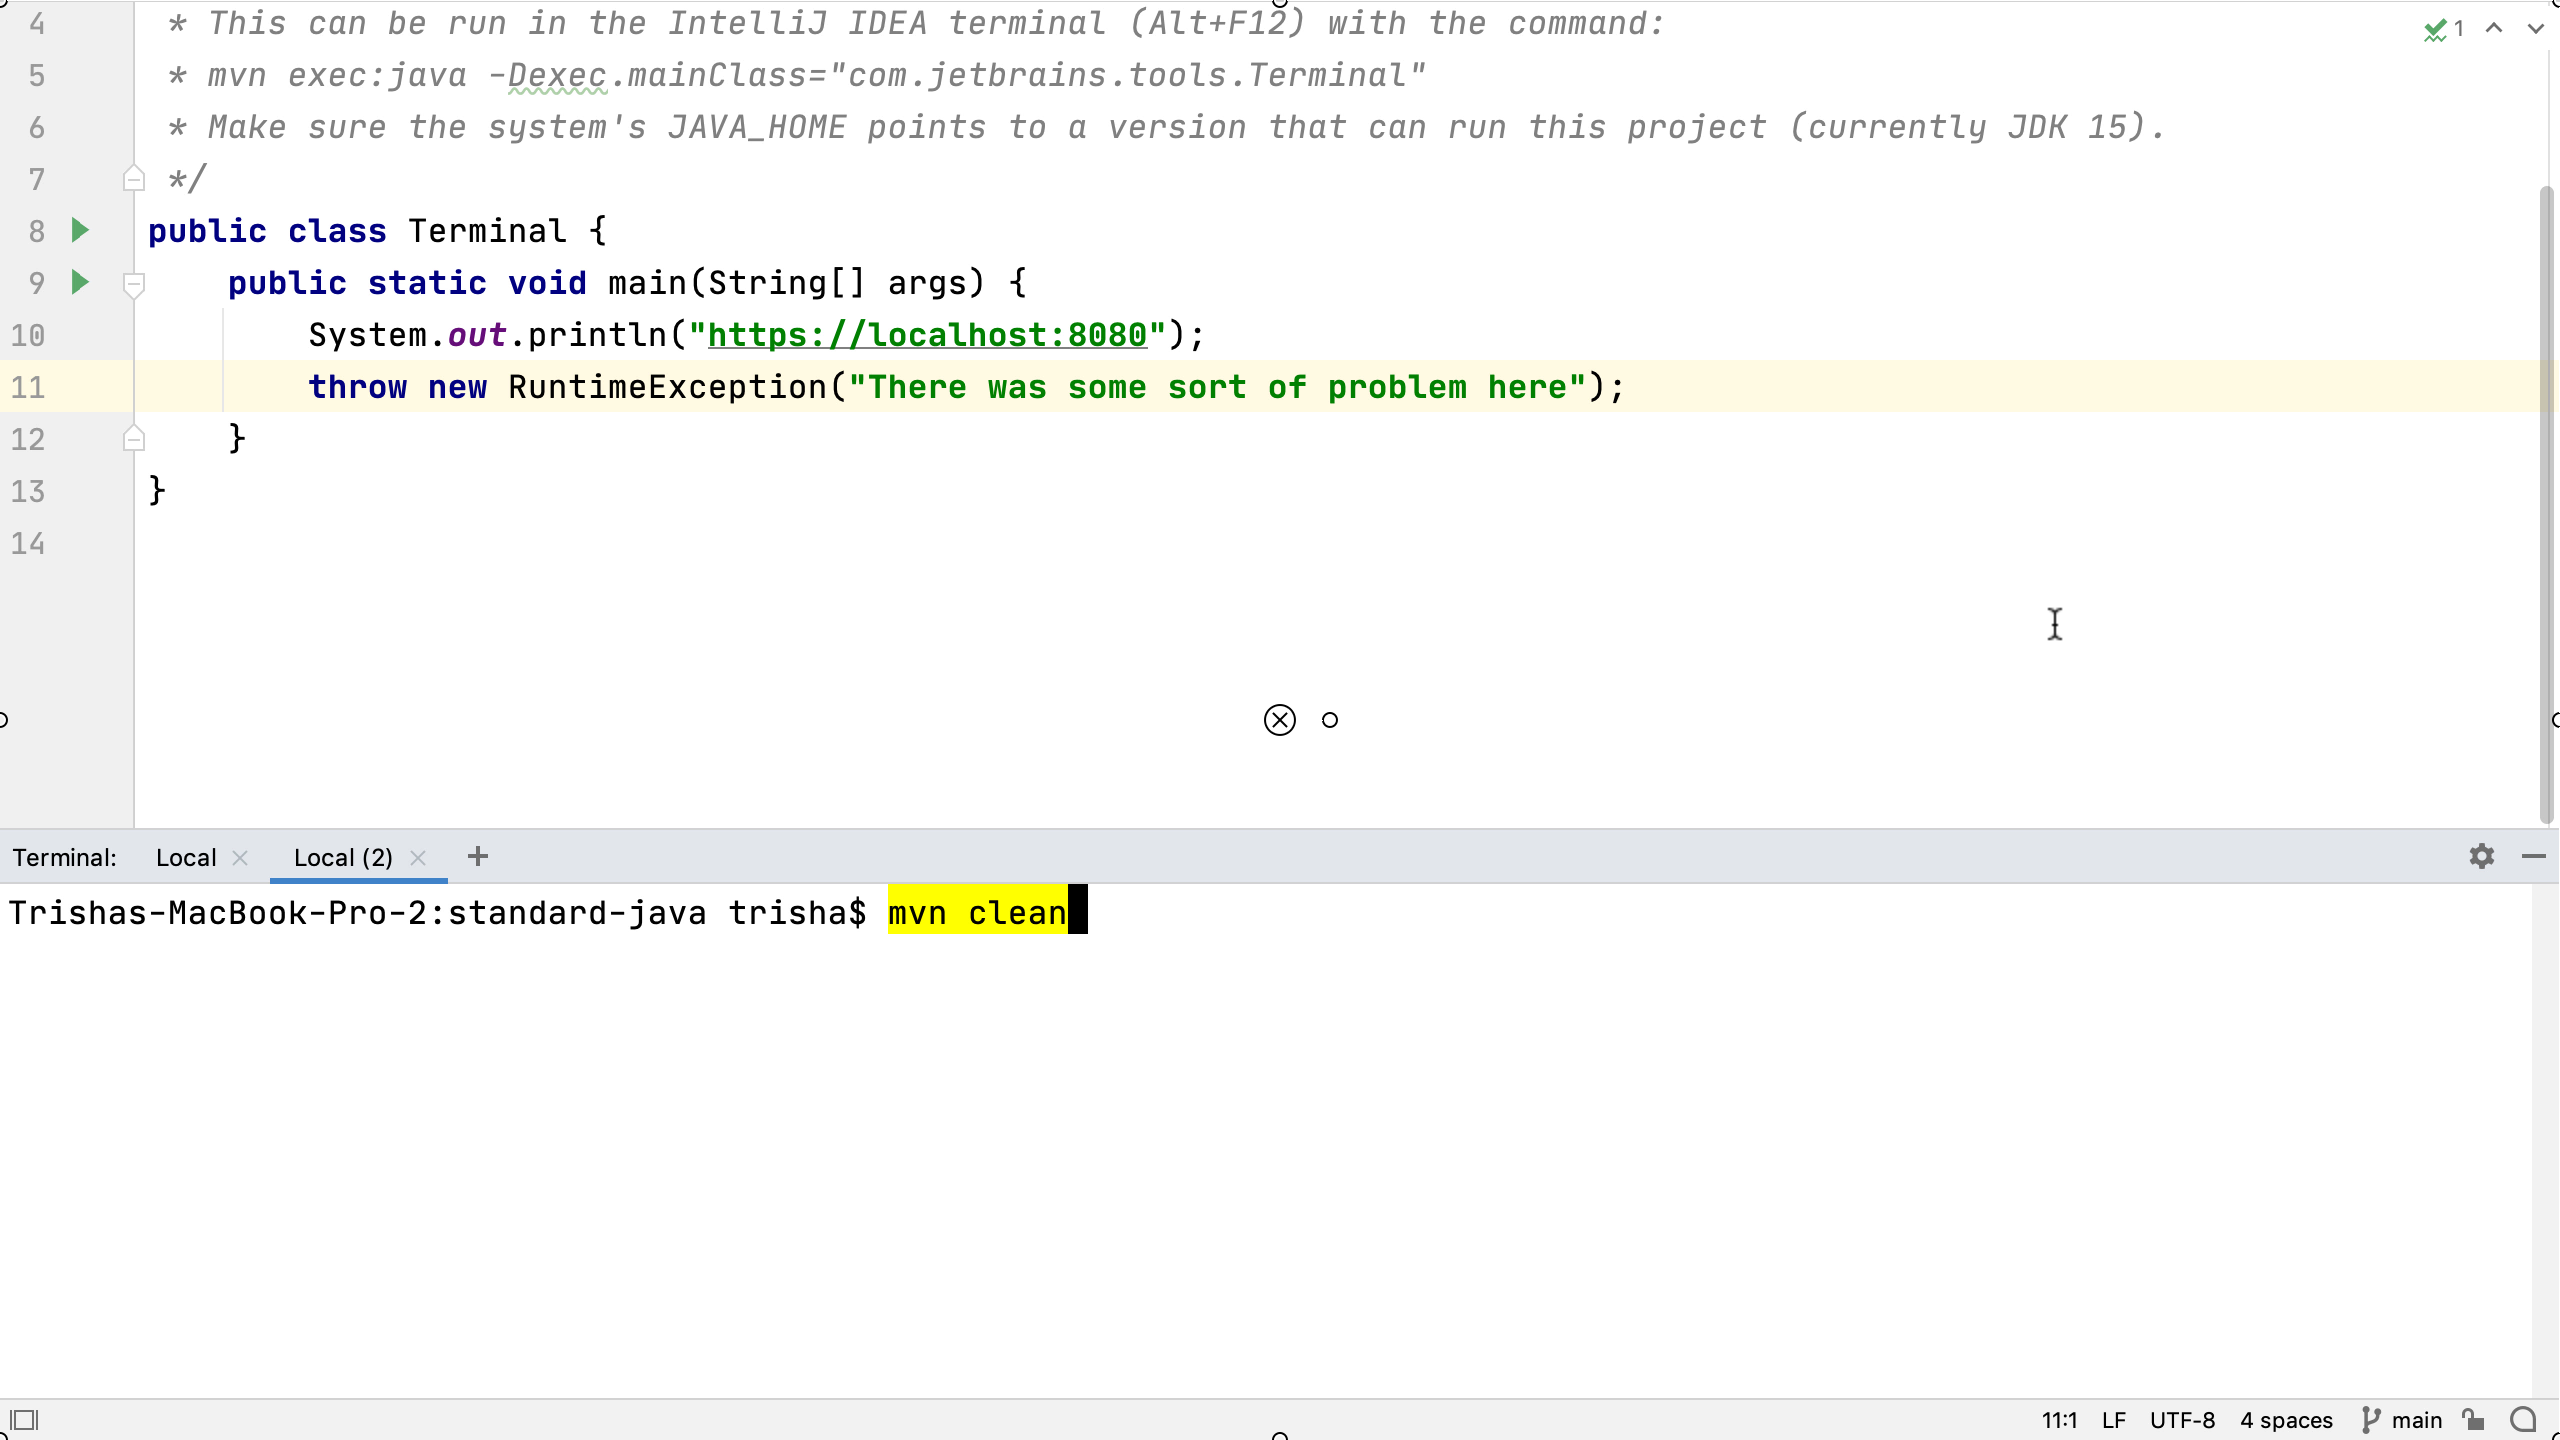 4 * This can be run in the IntelliJ IDEA terminal (Alt+F12) with the command:
1
5 * mvn exec:java -Dexec.mainClass="com.jetbrains.tools.Terminal"
6 * Make sure the system's JAVA_HOME points to a version that can run this project (currently JDK 15).
7 */
8 public class Terminal {
9 public static void main(String[] args) {
10 System.out.println("https://localhost:8080");
11 throw new RuntimeException("There was some sort of problem here");
12 }
13 }
14
Terminal: Local Local (2)
Trishas-MacBook-Pro-2:standard-java trisha$ mvn clean
11:1 LF UTF-8 4 spaces main